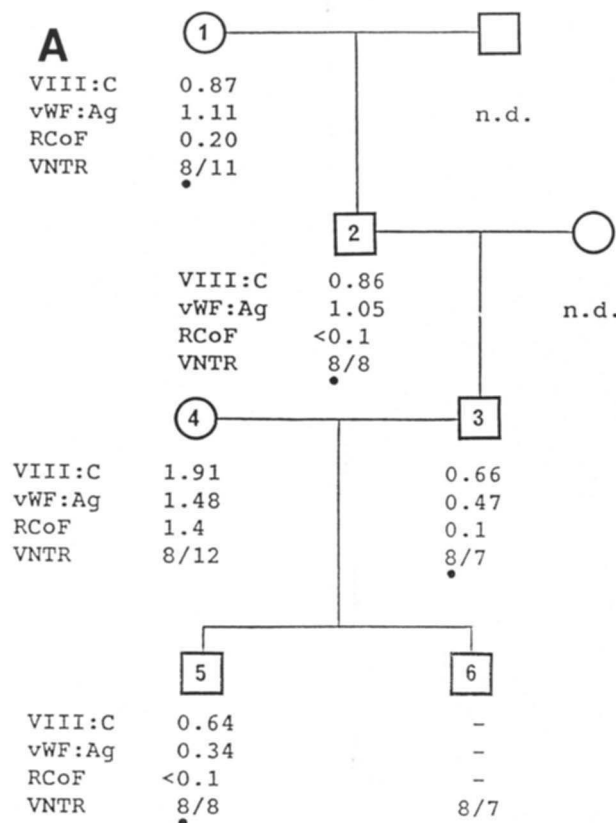 A
1
VIII:C 0.87
vWF:Ag 1.11 n.d.
RCoF 0.20
VNTR 8/11
2
VIII:C 0.86
vWF:Ag 1.05 n.d.
RCoF <0.1
VNTR 8/8
4 3
VIII:C 1.91 0.66
vWF:Ag 1.48 0.47
RCoF 1.4 0.1
VNTR 8/12 8/7
5 6
VIII:C 0.64 -
vWF:Ag 0.34 -
RCoF <0.1 -
VNTR 8/8 8/7